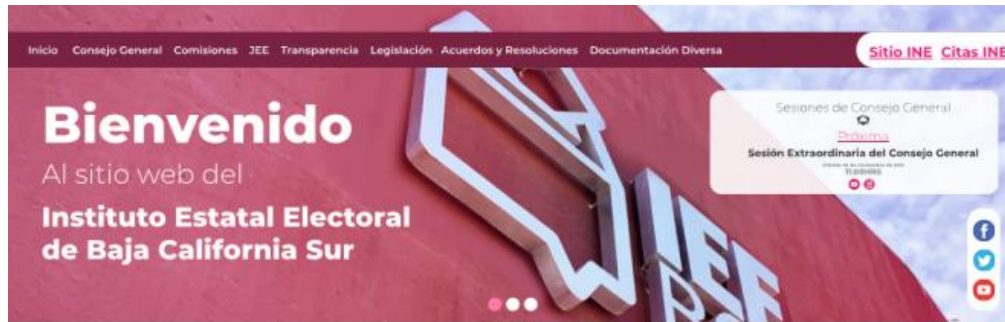 Inicio Consejo General Comisiones JEE Transparencia Legislación Acuerdos y Resoluciones Documentación Diversa
Sitio INE Citas INE
Bienvenido
Al sitio web del
Instituto Estatal Electoral
de Baja California Sur
Sesiones de Consejo General
Próxima
Sesión Extraordinaria del Consejo General
IEE